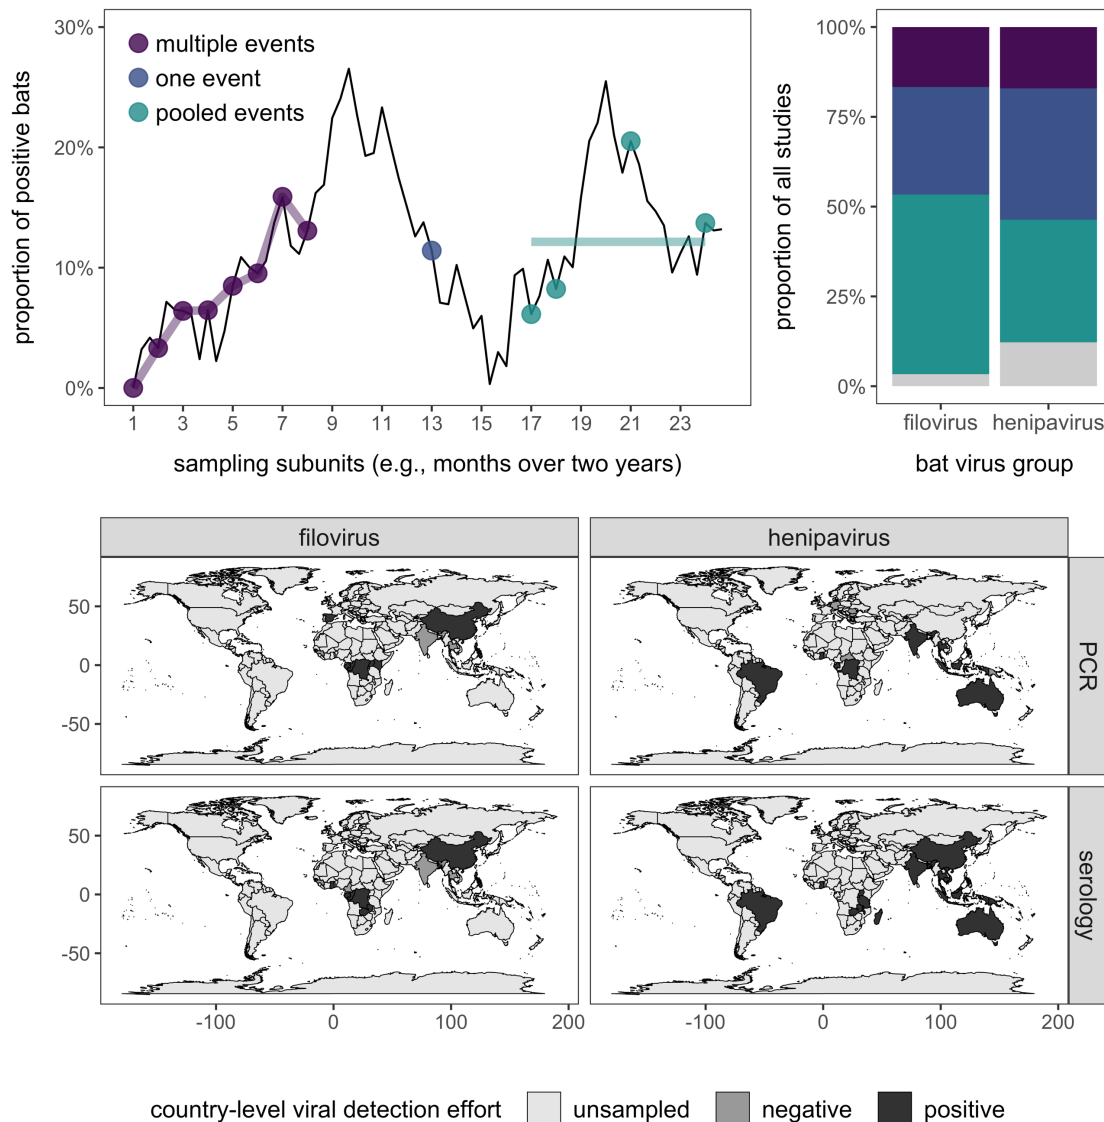 proportion of positive bats
30%
20%
10%
0%
multiple events
one event
pooled events
1 3 5 7 9 11 13 15 17 19 21 23
sampling subunits (e.g., months over two years)
proportion of all studies
100%
75%
50%
25%
0%
filovirus henipavirus
bat virus group
filovirus henipavirus
50
0
-50
PCR
50
0
-50
serology
-100 0 100 200 -100 0 100 200
country-level viral detection effort unsampled negative positive